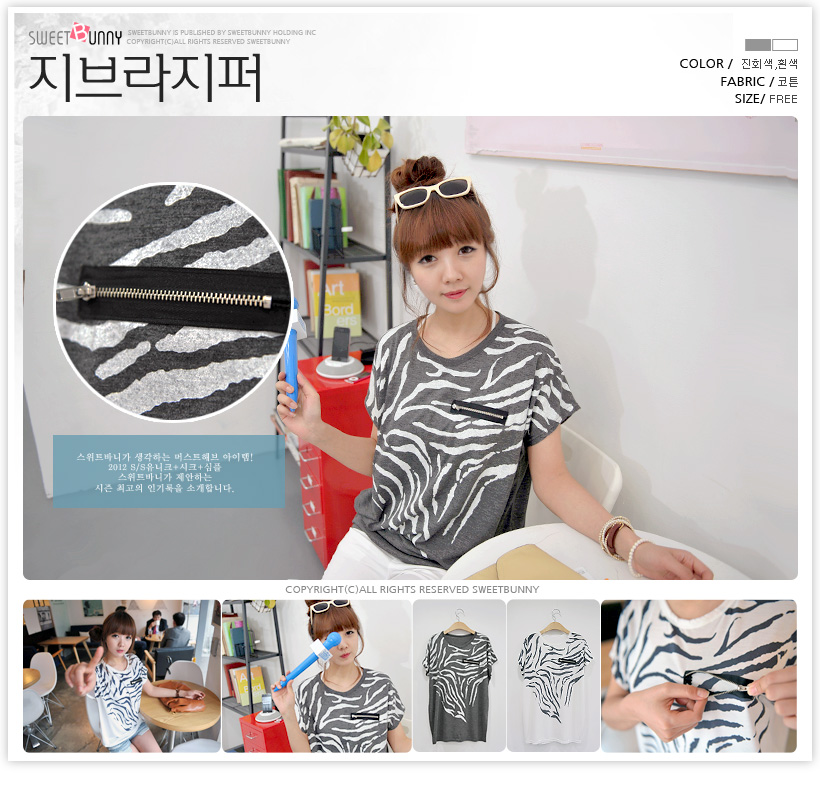 SWEETBUNNY
SWEETBUNNY IS PUBLISHED BY SWEETBUNNY HOLDING INC
COPYRIGHT(C)ALL RIGHTS RESERVED SWEETBUNNY
지브라지퍼
COLOR / 진회색,흰색
FABRIC / 코튼
SIZE/ FREE
Art
스위트바니가 생각하는 머스트해브 아이템!
2012 S/S유니크+시크+심플
스위트바니가 제안하는
시즌 최고의 인기룩을 소개합니다.
COPYRIGHT(C)ALL RIGHTS RESERVED SWEETBUNNY